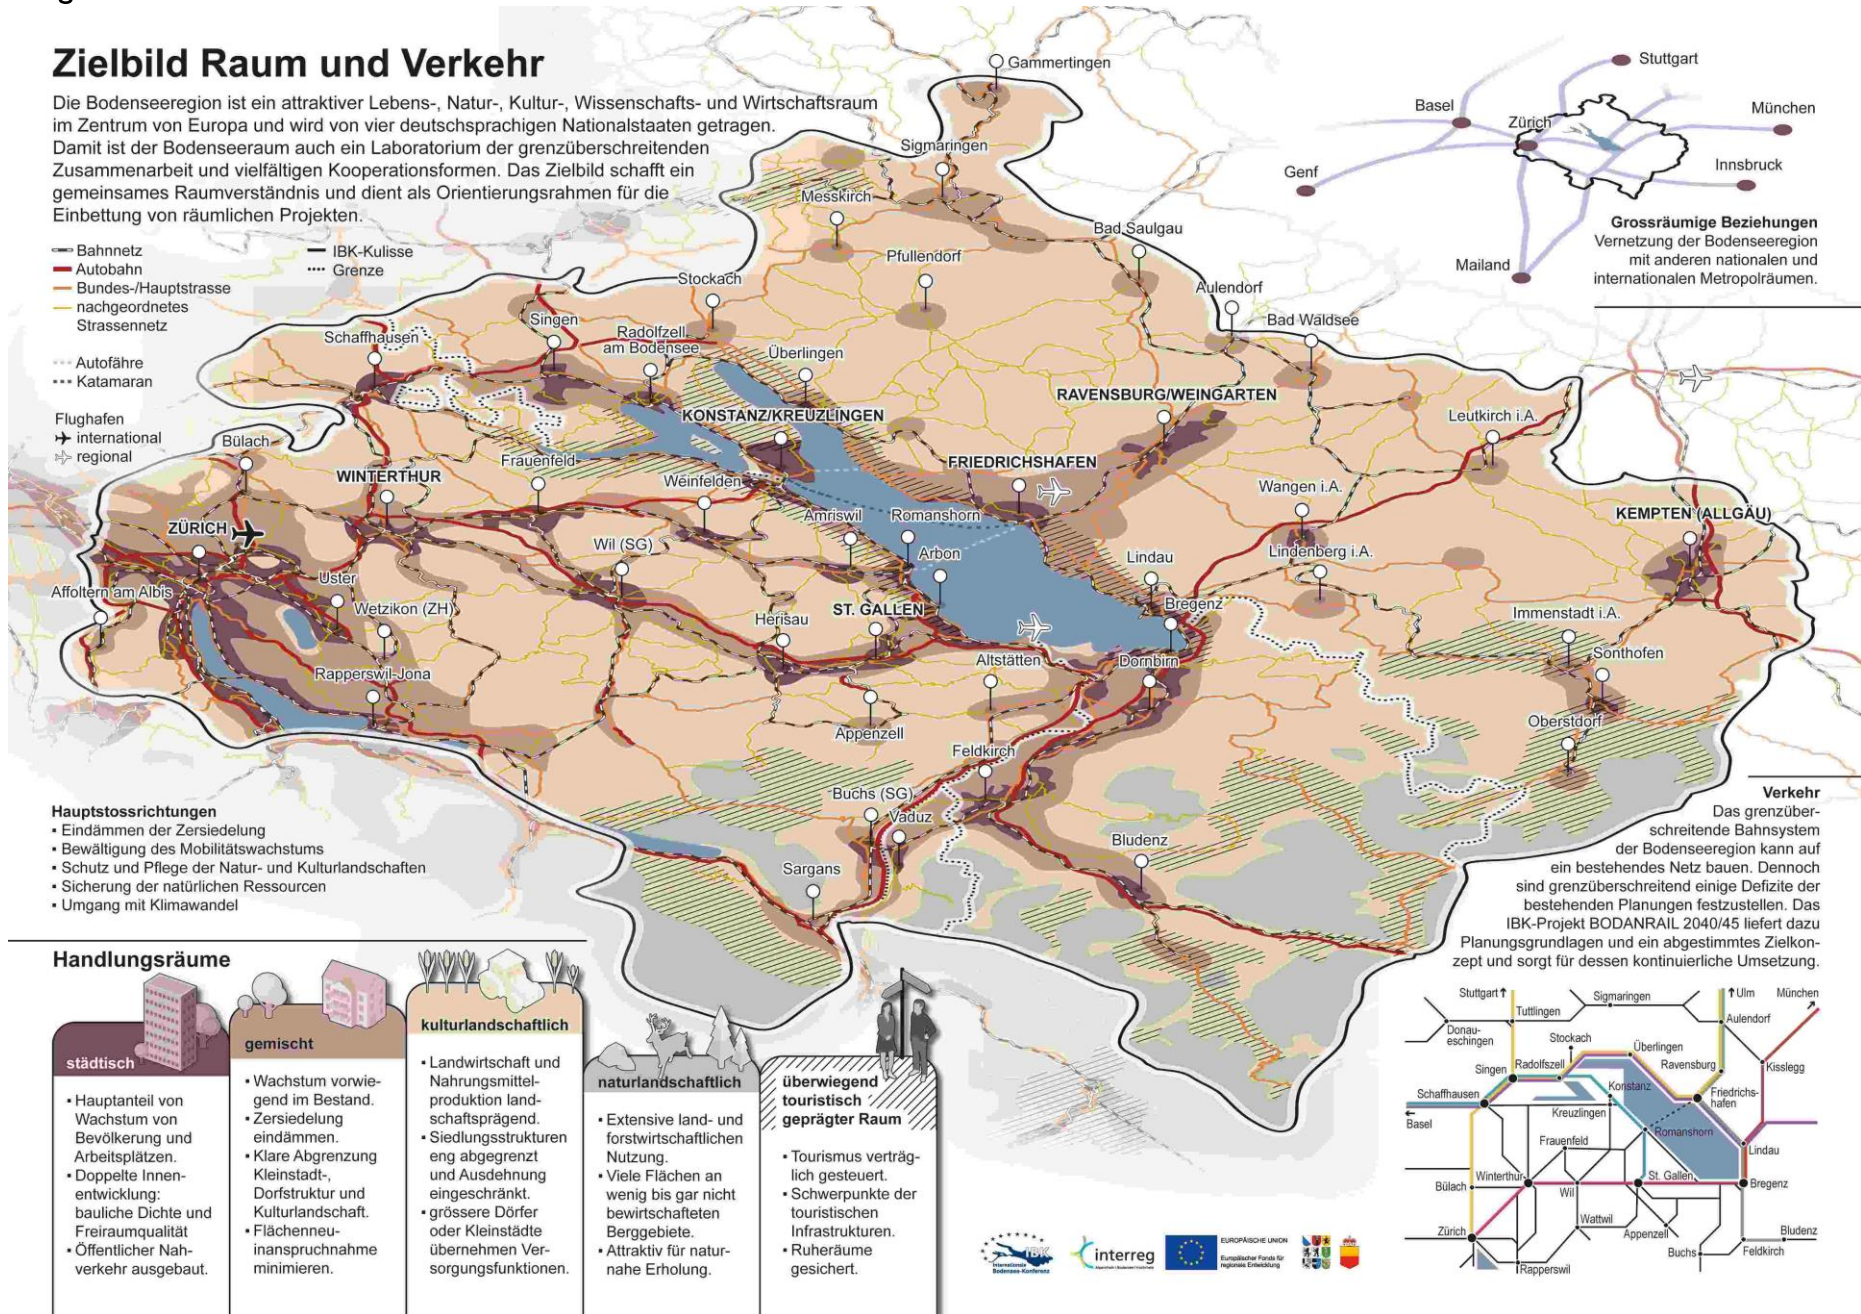 Zielbild Raum und Verkehr
Die Bodenseeregion ist ein attraktiver Lebens-, Natur-, Kultur-, Wissenschafts- und Wirtschaftsraum
im Zentrum von Europa und wird von vier deutschsprachigen Nationalstaaten getragen.
Damit ist der Bodenseeraum auch ein Laboratorium der grenzüberschreitenden
Zusammenarbeit und vielfältigen Kooperationsformen. Das Zielbild schafft ein
gemeinsames Raumverständnis und dient als Orientierungsrahmen für die
Einbettung von räumlichen Projekten.
Bahnnetz
Autobahn
Bundes-/Hauptstrasse
nachgeordnetes
Strassennetz
IBK-Kulisse
Grenze
Autofähre
Katamaran
Flughafen
international
regional
Stuttgart
Basel
München
Zürich
Genf
Innsbruck
Mailand
Grossräumige Beziehungen
Vernetzung der Bodenseeregion
mit anderen nationalen und
internationalen Metropolräumen.
Gammertingen
Sigmaringen
Messkirch
Bad Saulgau
Pfullendorf
Stockach
Aulendorf
Bad Waldsee
Singen
Schaffhausen
Radolfzell
am Bodensee
Überlingen
RAVENSBURG/WEINGARTEN
KONSTANZ/KREUZLINGEN
Leutkirch i.A.
Bülach
Frauenfeld
FRIEDRICHSHAFEN
WINTERTHUR
Weinfelden
Wangen i.A.
Amriswil
Romanshorn
KEMPTEN (ALLGÄU)
ZÜRICH
Wil (SG)
Arbon
Lindau
Lindenberg i.A.
Uster
Affoltern am Albis
Wetzikon (ZH)
Bregenz
ST. GALLEN
Herisau
Immenstadt i.A.
Sonthofen
Altstätten
Dornbirn
Rapperswil-Jona
Appenzell
Oberstdorf
Feldkirch
Buchs (SG)
Vaduz
Bludenz
Sargans
Hauptstossrichtungen
▪ Eindämmen der Zersiedelung
▪ Bewältigung des Mobilitätswachstums
▪ Schutz und Pflege der Natur- und Kulturlandschaften
▪ Sicherung der natürlichen Ressourcen
▪ Umgang mit Klimawandel
Verkehr
Das grenzüber-
schreitende Bahnsystem
der Bodenseeregion kann auf
ein bestehendes Netz bauen. Dennoch
sind grenzüberschreitend einige Defizite der
bestehenden Planungen festzustellen. Das
IBK-Projekt BODANRAIL 2040/45 liefert dazu
Planungsgrundlagen und ein abgestimmtes Zielkon-
zept und sorgt für dessen kontinuierliche Umsetzung.
Handlungsräume
städtisch
▪ Hauptanteil von
Wachstum von
Bevölkerung und
Arbeitsplätzen.
▪ Doppelte Innen-
entwicklung:
bauliche Dichte und
Freiraumqualität
▪ Öffentlicher Nah-
verkehr ausgebaut.
gemischt
▪ Wachstum vorwie-
gend im Bestand.
▪ Zersiedelung
eindämmen.
▪ Klare Abgrenzung
Kleinstadt-,
Dorfstruktur und
Kulturlandschaft.
▪ Flächenneu-
inanspruchnahme
minimieren.
kulturlandschaftlich
▪ Landwirtschaft und
Nahrungsmittel-
produktion land-
schaftsprägend.
▪ Siedlungsstrukturen
eng abgegrenzt
und Ausdehnung
eingeschränkt.
▪ grössere Dörfer
oder Kleinstädte
übernehmen Ver-
sorgungsfunktionen.
naturlandschaftlich
▪ Extensive land- und
forstwirtschaftlichen
Nutzung.
▪ Viele Flächen an
wenig bis gar nicht
bewirtschafteten
Berggebiete.
▪ Attraktiv für natur-
nahe Erholung.
überwiegend
touristisch
geprägter Raum
▪ Tourismus verträg-
lich gesteuert.
▪ Schwerpunkte der
touristischen
Infrastrukturen.
▪ Ruheräume
gesichert.
Stuttgart
Ulm
München
Sigmaringen
Tuttlingen
Donau-
eschingen
Aulendorf
Stockach
Überlingen
Singen
Radolfszell
Ravensburg
Kisslegg
Schaffhausen
Konstanz
Friedrichs-
hafen
Basel
Kreuzlingen
Romanshorn
Frauenfeld
Lindau
Winterthur
St. Gallen
Bülach
Wil
Bregenz
Wattwil
Zürich
Appenzell
Bludenz
Buchs
Feldkirch
Rapperswil
IBK
Internationale
Bodensee-Konferenz
interreg
EUROPÄISCHE UNION
Europäischer Fonds für
regionale Entwicklung